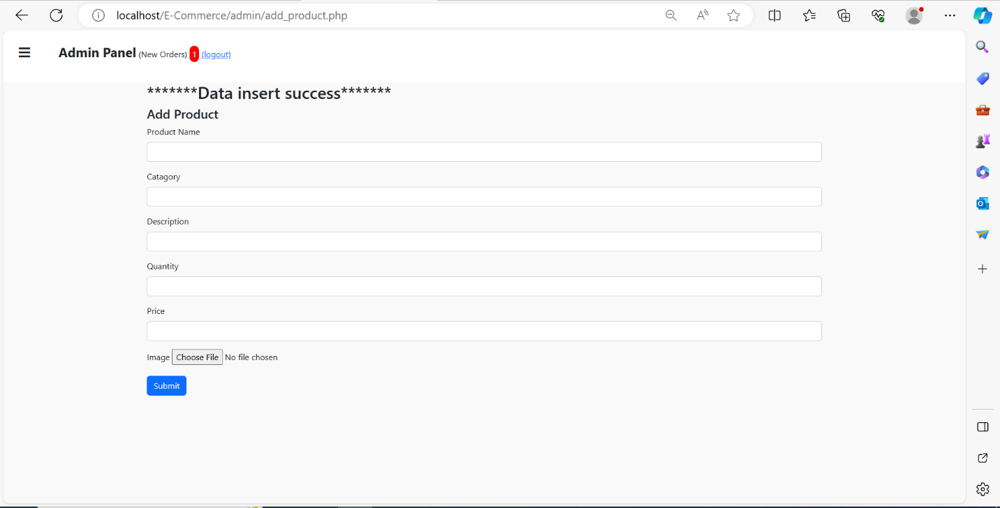 localhost/E-Commerce/admin/add_product.php
Admin Panel (New Orders) 1 (logout)
*******Data insert success*******
Add Product
Product Name
Catagory
Description
Quantity
Price
Image Choose File No file chosen
Submit